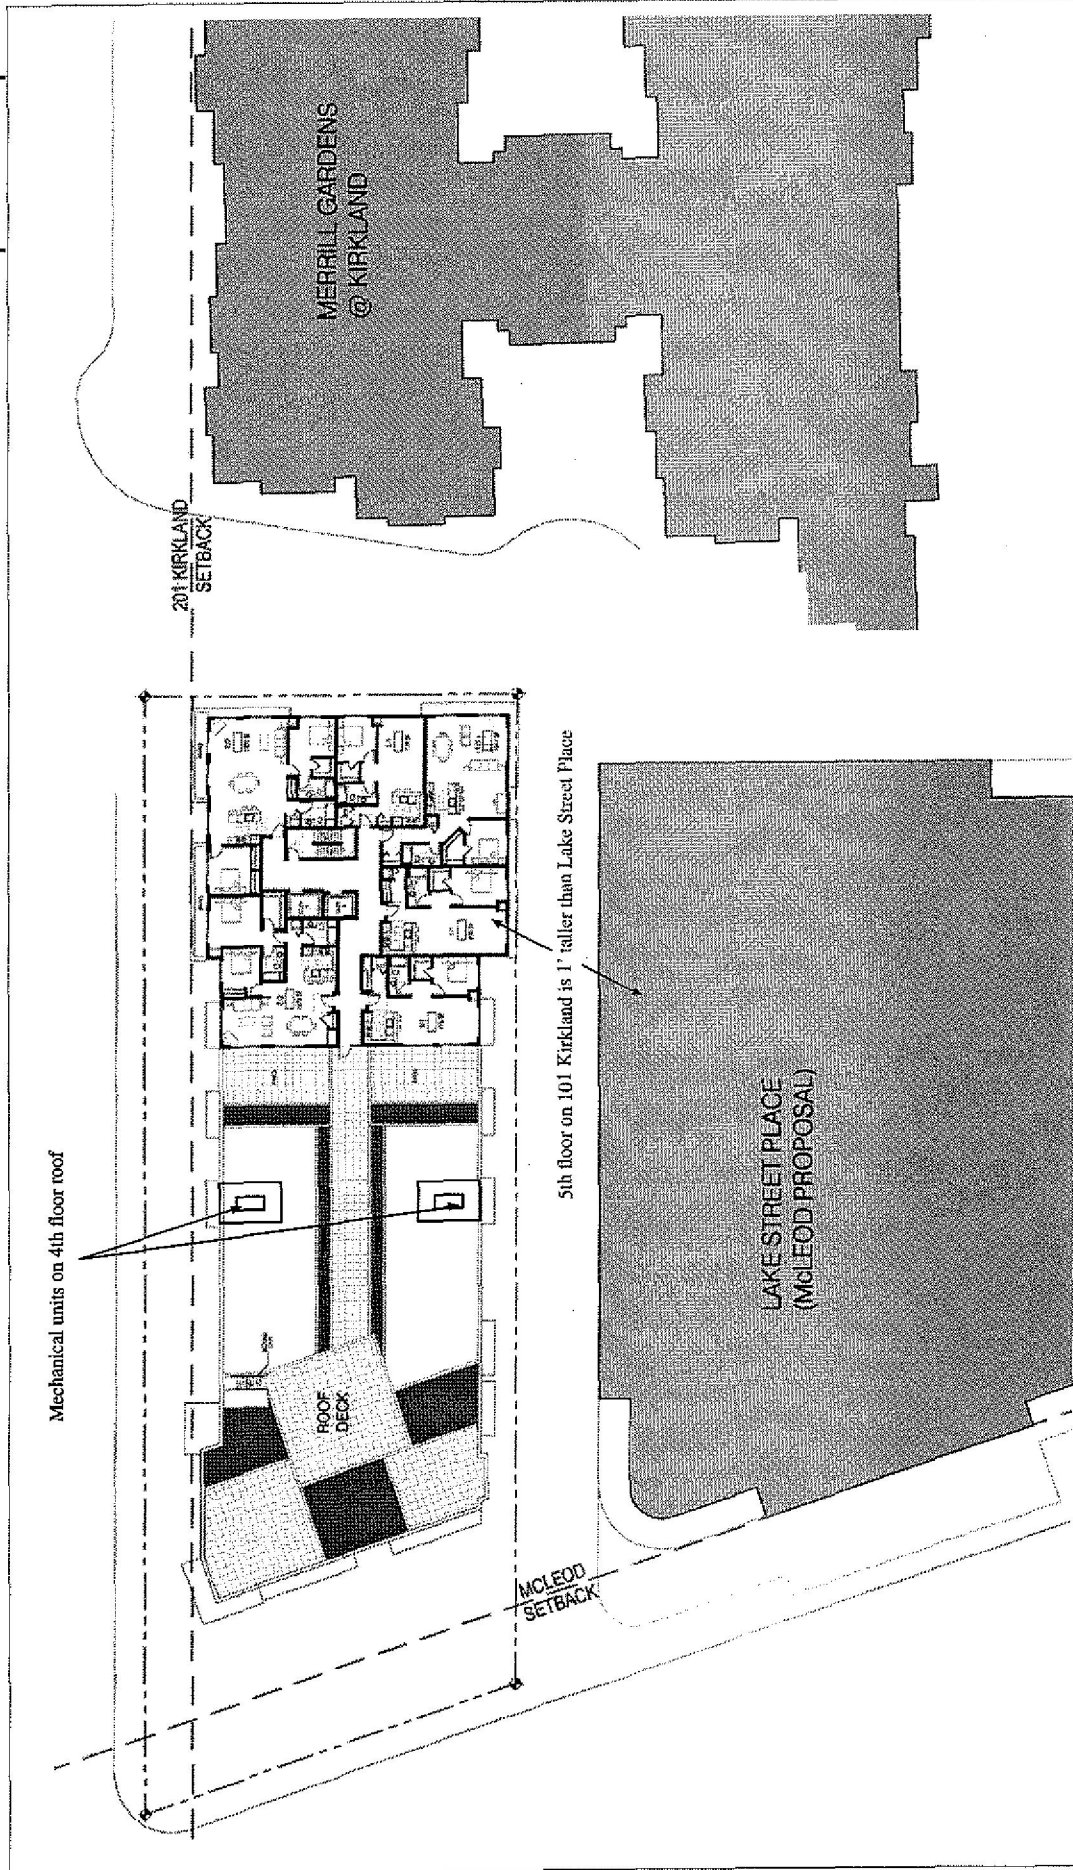 Mechanical units on 4th floor roof
201 KIRKLAND
SETBACK
MERRILL GARDENS
@ KIRKLAND
ROOF
DECK
5th floor on 101 Kirkland is 1' taller than Lake Street Place
MCLEOD
SETBACK
LAKE STREET PLACE
(McLEOD PROPOSAL)